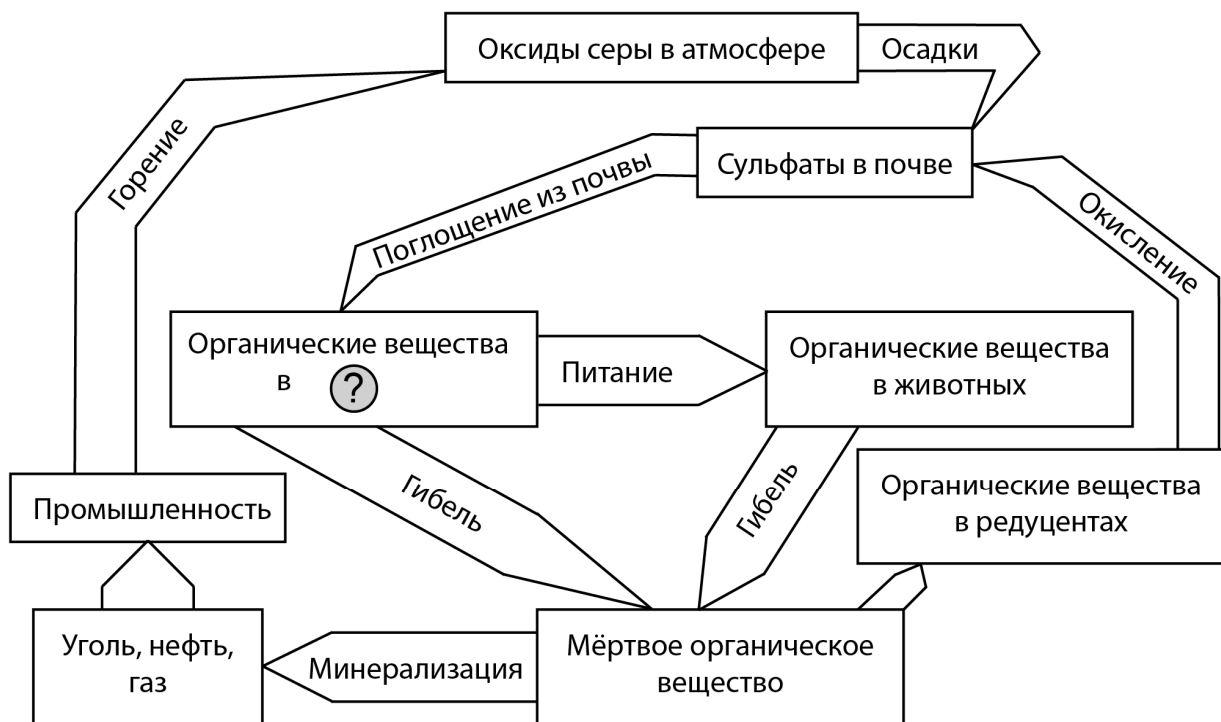 Оксиды серы в атмосфере
Осадки
Горение
Сульфаты в почве
Поглощение из почвы
Окисление
Органические вещества
в ?
Питание
Органические вещества
в животных
Гибель
Гибель
Органические вещества
в редуцентах
Промышленность
Уголь, нефть,
газ
Минерализация
Мёртвое органическое
вещество